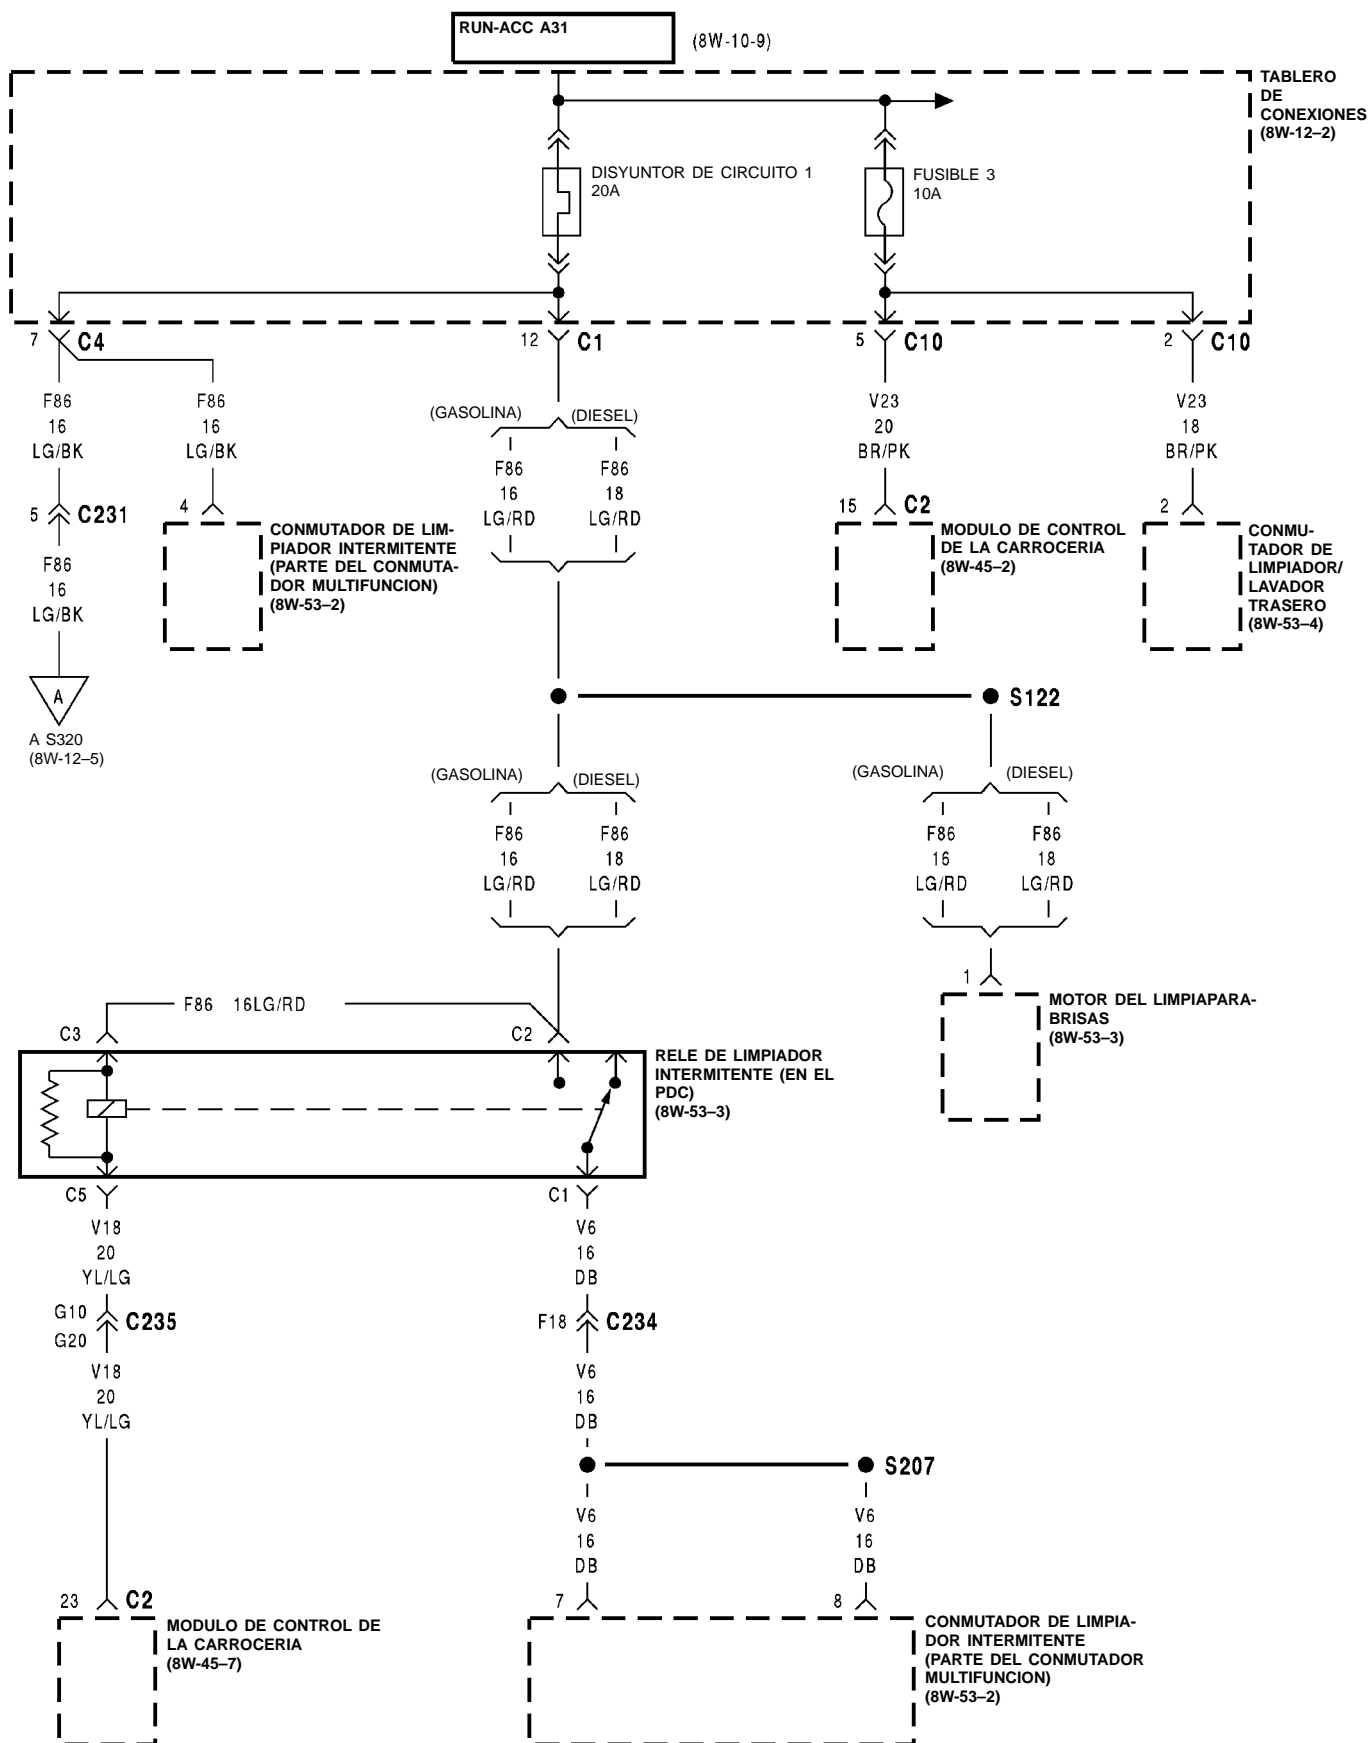 RUN-ACC A31
(8W-10-9)
TABLERO
DE
CONEXIONES
(8W-12–2)
DISYUNTOR DE CIRCUITO 1
20A
FUSIBLE 3
10A
7 C4
12 C1
5 C10
2 C10
F86
16
LG/BK
F86
16
LG/BK
(GASOLINA) (DIESEL)
F86
16
LG/RD
F86
18
LG/RD
V23
20
BR/PK
V23
18
BR/PK
5 C231
4
15 C2
2
CONMUTADOR DE LIM-
PIADOR INTERMITENTE
(PARTE DEL CONMUTA-
DOR MULTIFUNCION)
(8W-53–2)
MODULO DE CONTROL
DE LA CARROCERIA
(8W-45–2)
CONMU-
TADOR DE
LIMPIADOR/
LAVADOR
TRASERO
(8W-53–4)
F86
16
LG/BK
A
A S320
(8W-12–5)
S122
(GASOLINA) (DIESEL)
F86
16
LG/RD
F86
18
LG/RD
(GASOLINA) (DIESEL)
F86
16
LG/RD
F86
18
LG/RD
1
MOTOR DEL LIMPIAPARA-
BRISAS
(8W-53–3)
F86 16LG/RD
C3
C2
RELE DE LIMPIADOR
INTERMITENTE (EN EL
PDC)
(8W-53–3)
C5
C1
V18
20
YL/LG
V6
16
DB
G10
G20
C235
F18 C234
V18
20
YL/LG
V6
16
DB
S207
V6
16
DB
V6
16
DB
23 C2
7
8
MODULO DE CONTROL DE
LA CARROCERIA
(8W-45–7)
CONMUTADOR DE LIMPIA-
DOR INTERMITENTE
(PARTE DEL CONMUTADOR
MULTIFUNCION)
(8W-53–2)